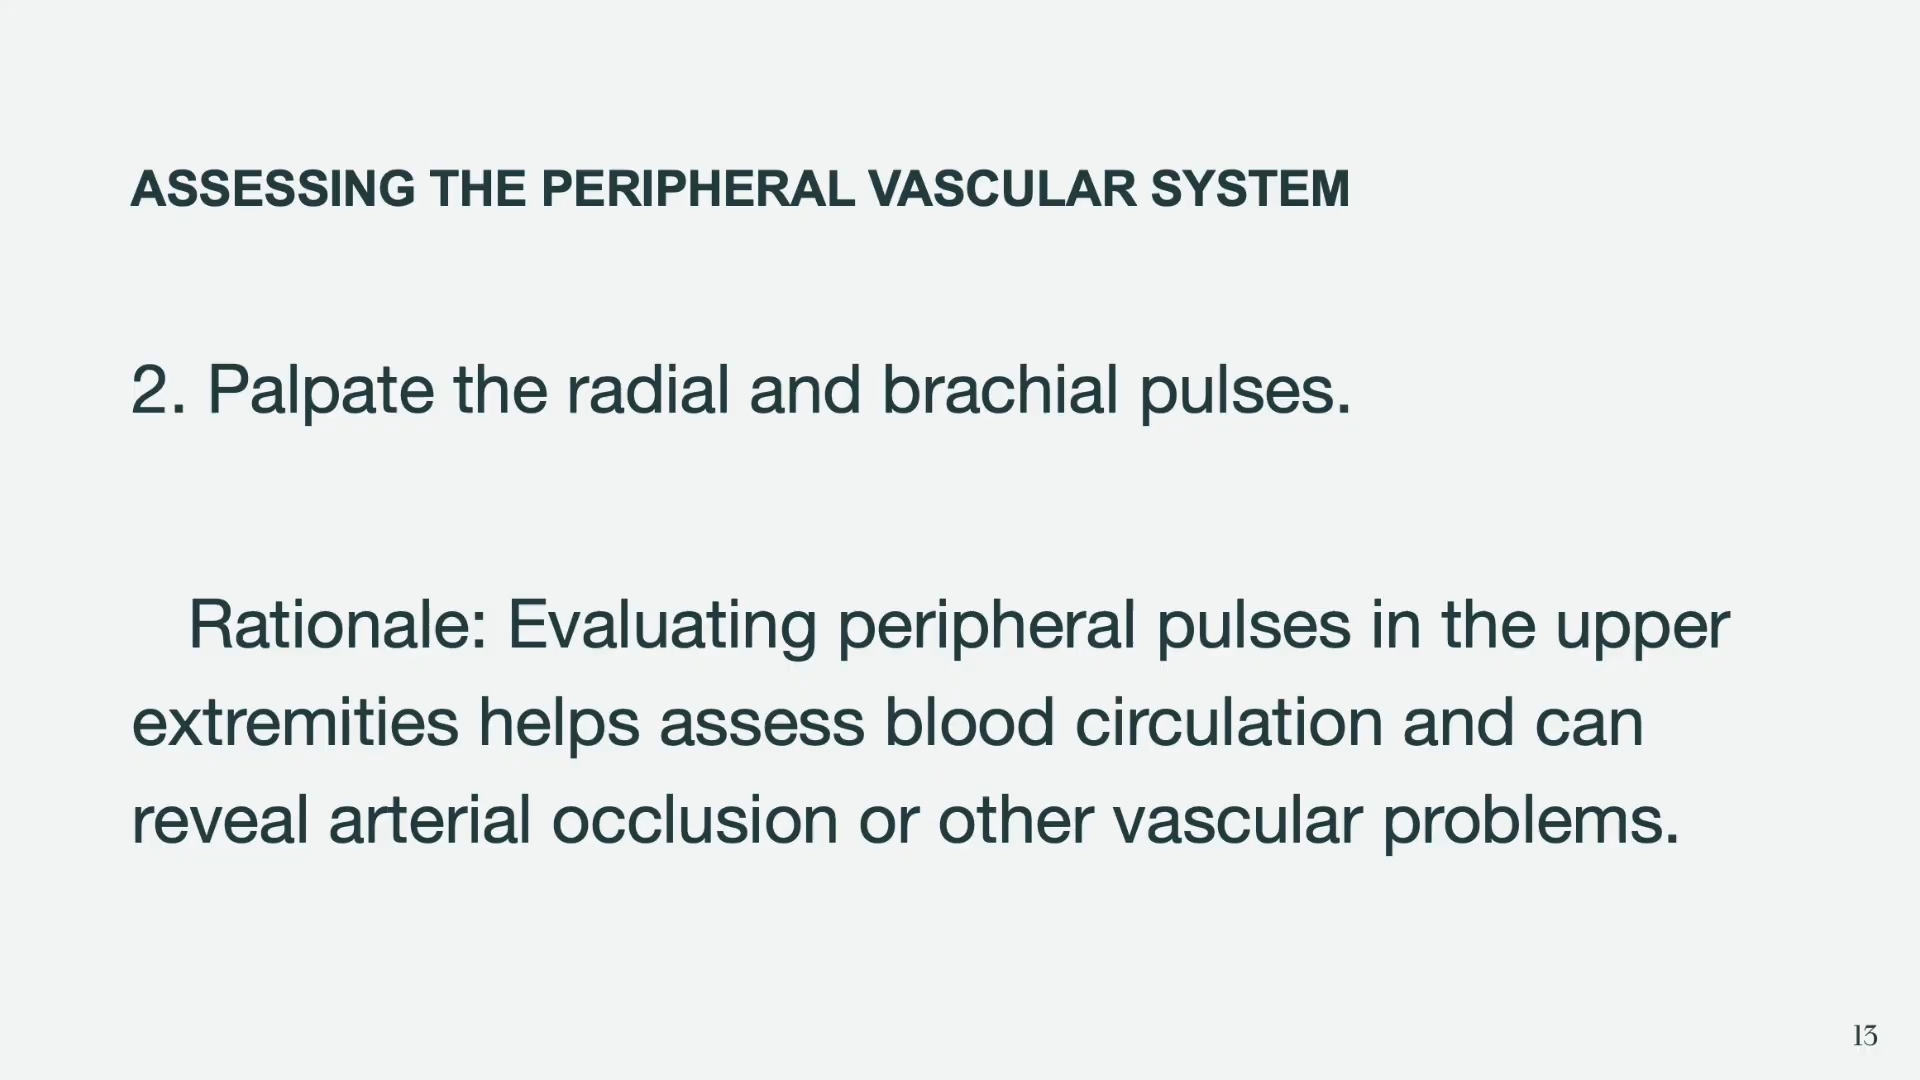 ASSESSING THE PERIPHERAL VASCULAR SYSTEM
2. Palpate the radial and brachial pulses.
Rationale: Evaluating peripheral pulses in the upper
extremities helps assess blood circulation and can
reveal arterial occlusion or other vascular problems.
13